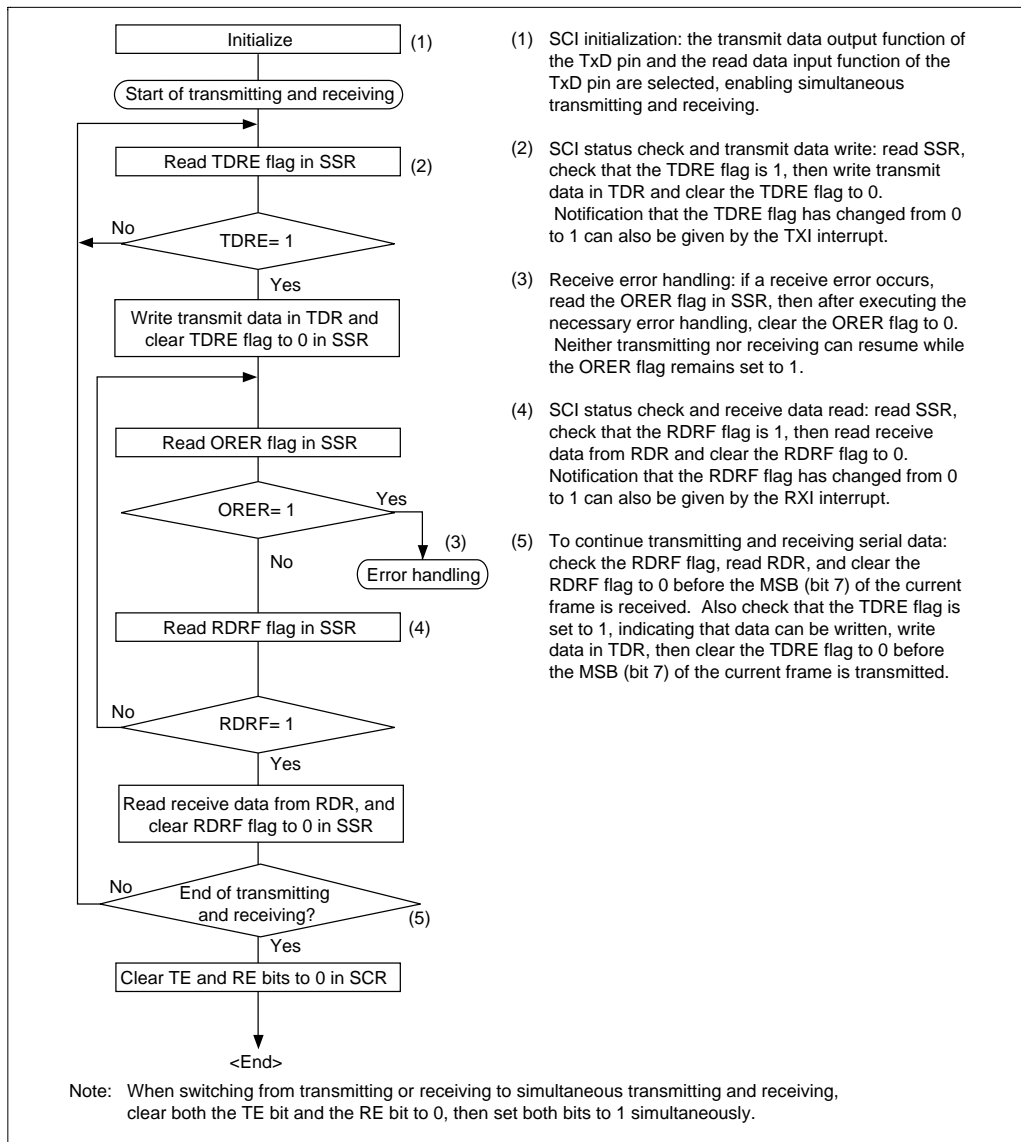 Initialize
(1)
Start of transmitting and receiving
Read TDRE flag in SSR
(2)
No
TDRE= 1
Yes
Write transmit data in TDR and
clear TDRE flag to 0 in SSR
Read ORER flag in SSR
Yes
ORER= 1
(3)
No
Error handling
Read RDRF flag in SSR
(4)
No
RDRF= 1
Yes
Read receive data from RDR, and
clear RDRF flag to 0 in SSR
No
End of transmitting
and receiving?
(5)
Yes
Clear TE and RE bits to 0 in SCR
<End>
(1) SCI initialization: the transmit data output function of
the TxD pin and the read data input function of the
TxD pin are selected, enabling simultaneous
transmitting and receiving.
(2) SCI status check and transmit data write: read SSR,
check that the TDRE flag is 1, then write transmit
data in TDR and clear the TDRE flag to 0.
Notification that the TDRE flag has changed from 0
to 1 can also be given by the TXI interrupt.
(3) Receive error handling: if a receive error occurs,
read the ORER flag in SSR, then after executing the
necessary error handling, clear the ORER flag to 0.
Neither transmitting nor receiving can resume while
the ORER flag remains set to 1.
(4) SCI status check and receive data read: read SSR,
check that the RDRF flag is 1, then read receive
data from RDR and clear the RDRF flag to 0.
Notification that the RDRF flag has changed from 0
to 1 can also be given by the RXI interrupt.
(5) To continue transmitting and receiving serial data:
check the RDRF flag, read RDR, and clear the
RDRF flag to 0 before the MSB (bit 7) of the current
frame is received. Also check that the TDRE flag is
set to 1, indicating that data can be written, write
data in TDR, then clear the TDRE flag to 0 before
the MSB (bit 7) of the current frame is transmitted.
Note: When switching from transmitting or receiving to simultaneous transmitting and receiving,
clear both the TE bit and the RE bit to 0, then set both bits to 1 simultaneously.